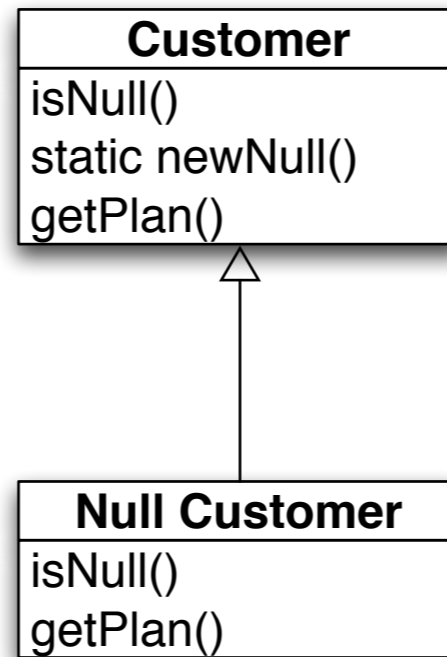 Customer
isNull()
static newNull()
getPlan()
Null Customer
isNull()
getPlan()